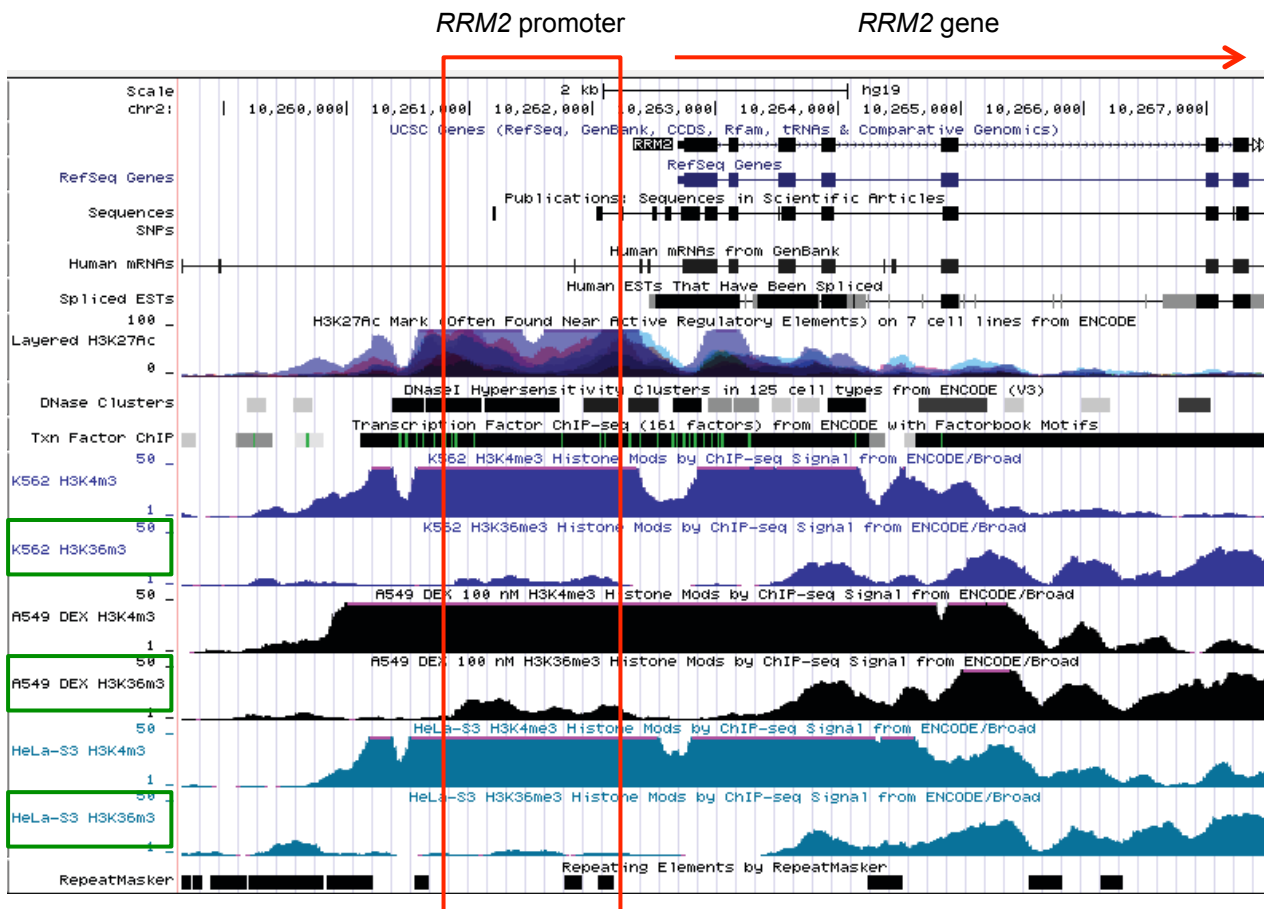 RRM2 promoter
RRM2 gene
Scale
2 kb
hg19
chr2:
10,260,000|
10,261,000|
10,262,000|
10,263,000|
10,264,000|
10,265,000|
10,266,000|
10,267,000|
UCSC Genes (RefSeq, GenBank, CCDS, Rfam, tRNAs & Comparative Genomics)
RRM2
RefSeq Genes
RefSeq Genes
Publications: Sequences in Scientific Articles
Sequences
SNPs
Human mRNAs from GenBank
Human mRNAs
Human ESTs That Have Been Spliced
Spliced ESTs
100 _
H3K27Ac Mark (Often Found Near Active Regulatory Elements) on 7 cell lines from ENCODE
Layered H3K27Ac
0 _
DNaseI Hypersensitivity Clusters in 125 cell types from ENCODE (V3)
DNase Clusters
Transcription Factor ChIP-seq (161 factors) from ENCODE with Factorbook Motifs
Txn Factor ChIP
50 _
K562 H3K4me3 Histone Mods by ChIP-seq Signal from ENCODE/Broad
K562 H3K4m3
1 _
50 _
K562 H3K36me3 Histone Mods by ChIP-seq Signal from ENCODE/Broad
K562 H3K36m3
1 _
50 _
A549 DEX 100 nM H3K4me3 Histone Mods by ChIP-seq Signal from ENCODE/Broad
A549 DEX H3K4m3
1 _
50 _
A549 DEX 100 nM H3K36me3 Histone Mods by ChIP-seq Signal from ENCODE/Broad
A549 DEX H3K36m3
1 _
50 _
HeLa-S3 H3K4me3 Histone Mods by ChIP-seq Signal from ENCODE/Broad
HeLa-S3 H3K4m3
1 _
50 _
HeLa-S3 H3K36me3 Histone Mods by ChIP-seq Signal from ENCODE/Broad
HeLa-S3 H3K36m3
1 _
Repeating Elements by RepeatMasker
RepeatMasker